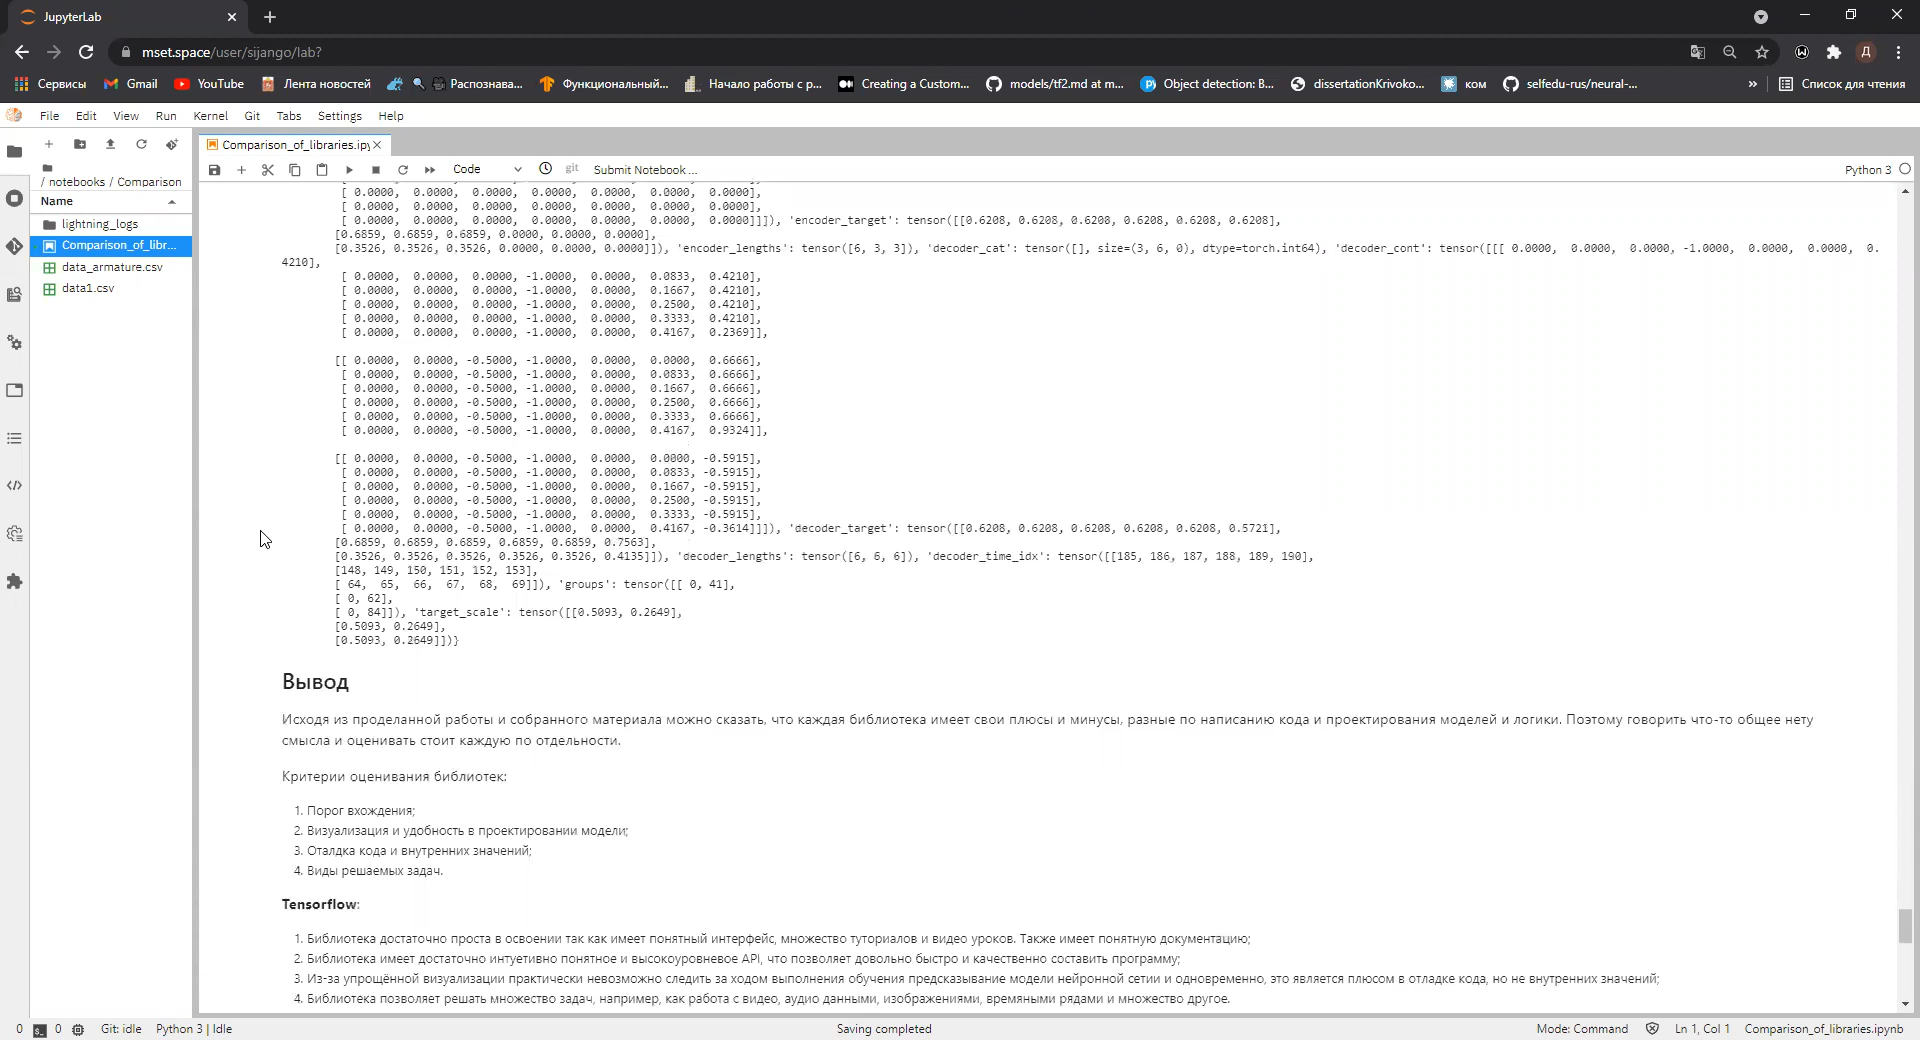 JupyterLab
mset.space/user/sijango/lab?
Д
Сервисы Gmail YouTube Лента новостей Распознава... Функциональный... Начало работы с р... Creating a Custom... models/tf2.md at m... Object detection: B... dissertationKrivoko... ком selfedu-rus/neural-... » Список для чтения
File Edit View Run Kernel Git Tabs Settings Help
Comparison_of_libraries.ipy
Code git Submit Notebook ... Python 3
/ notebooks / Comparison
Name
lightning_logs
Comparison_of_libr...
data_armature.csv
data1.csv
[ 0.0000, 0.0000, 0.0000, 0.0000, 0.0000, 0.0000, 0.0000],
[ 0.0000, 0.0000, 0.0000, 0.0000, 0.0000, 0.0000, 0.0000],
[ 0.0000, 0.0000, 0.0000, 0.0000, 0.0000, 0.0000, 0.0000]]]), 'encoder_target': tensor([[0.6208, 0.6208, 0.6208, 0.6208, 0.6208, 0.6208],
[0.6859, 0.6859, 0.6859, 0.0000, 0.0000, 0.0000],
[0.3526, 0.3526, 0.3526, 0.0000, 0.0000, 0.0000]]), 'encoder_lengths': tensor([6, 3, 3]), 'decoder_cat': tensor([], size=(3, 6, 0), dtype=torch.int64), 'decoder_cont': tensor([[[ 0.0000, 0.0000, 0.0000, -1.0000, 0.0000, 0.0000, 0.
4210],
[ 0.0000, 0.0000, 0.0000, -1.0000, 0.0000, 0.0833, 0.4210],
[ 0.0000, 0.0000, 0.0000, -1.0000, 0.0000, 0.1667, 0.4210],
[ 0.0000, 0.0000, 0.0000, -1.0000, 0.0000, 0.2500, 0.4210],
[ 0.0000, 0.0000, 0.0000, -1.0000, 0.0000, 0.3333, 0.4210],
[ 0.0000, 0.0000, 0.0000, -1.0000, 0.0000, 0.4167, 0.2369]],
[[ 0.0000, 0.0000, -0.5000, -1.0000, 0.0000, 0.0000, 0.6666],
[ 0.0000, 0.0000, -0.5000, -1.0000, 0.0000, 0.0833, 0.6666],
[ 0.0000, 0.0000, -0.5000, -1.0000, 0.0000, 0.1667, 0.6666],
[ 0.0000, 0.0000, -0.5000, -1.0000, 0.0000, 0.2500, 0.6666],
[ 0.0000, 0.0000, -0.5000, -1.0000, 0.0000, 0.3333, 0.6666],
[ 0.0000, 0.0000, -0.5000, -1.0000, 0.0000, 0.4167, 0.9324]],
[[ 0.0000, 0.0000, -0.5000, -1.0000, 0.0000, 0.0000, -0.5915],
[ 0.0000, 0.0000, -0.5000, -1.0000, 0.0000, 0.0833, -0.5915],
[ 0.0000, 0.0000, -0.5000, -1.0000, 0.0000, 0.1667, -0.5915],
[ 0.0000, 0.0000, -0.5000, -1.0000, 0.0000, 0.2500, -0.5915],
[ 0.0000, 0.0000, -0.5000, -1.0000, 0.0000, 0.3333, -0.5915],
[ 0.0000, 0.0000, -0.5000, -1.0000, 0.0000, 0.4167, -0.3614]]]), 'decoder_target': tensor([[0.6208, 0.6208, 0.6208, 0.6208, 0.6208, 0.5721],
[0.6859, 0.6859, 0.6859, 0.6859, 0.6859, 0.7563],
[0.3526, 0.3526, 0.3526, 0.3526, 0.3526, 0.4135]]), 'decoder_lengths': tensor([6, 6, 6]), 'decoder_time_idx': tensor([[185, 186, 187, 188, 189, 190],
[148, 149, 150, 151, 152, 153],
[ 64, 65, 66, 67, 68, 69]]), 'groups': tensor([[ 0, 41],
[ 0, 62],
[ 0, 84]]), 'target_scale': tensor([[0.5093, 0.2649],
[0.5093, 0.2649],
[0.5093, 0.2649]])}
Вывод
Исходя из проделанной работы и собранного материала можно сказать, что каждая библиотека имеет свои плюсы и минусы, разные по написанию кода и проектирования моделей и логики. Поэтому говорить что-то общее нету
смысла и оценивать стоит каждую по отдельности.
Критерии оценивания библиотек:
1. Порог вхождения;
2. Визуализация и удобность в проектировании модели;
3. Оталдка кода и внутренних значений;
4. Виды решаемых задач.
Tensorflow:
1. Библиотека достаточно проста в освоении так как имеет понятный интерфейс, множество туториалов и видео уроков. Также имеет понятную документацию;
2. Библиотека имеет достаточно интуетивно понятное и высокоуровневое API, что позволяет довольно быстро и качественно составить программу;
3. Из-за упрощённой визуализации практически невозможно следить за ходом выполнения обучения предсказывание модели нейронной сети и одновременно, это является плюсом в отладке кода, но не внутренних значений;
4. Библиотека позволяет решать множество задач, например, как работа с видео, аудио данными, изображениями, времяными рядами и множество другое.
0 0 Git: idle Python 3 | Idle Saving completed Mode: Command Ln 1, Col 1 Comparison_of_libraries.ipynb